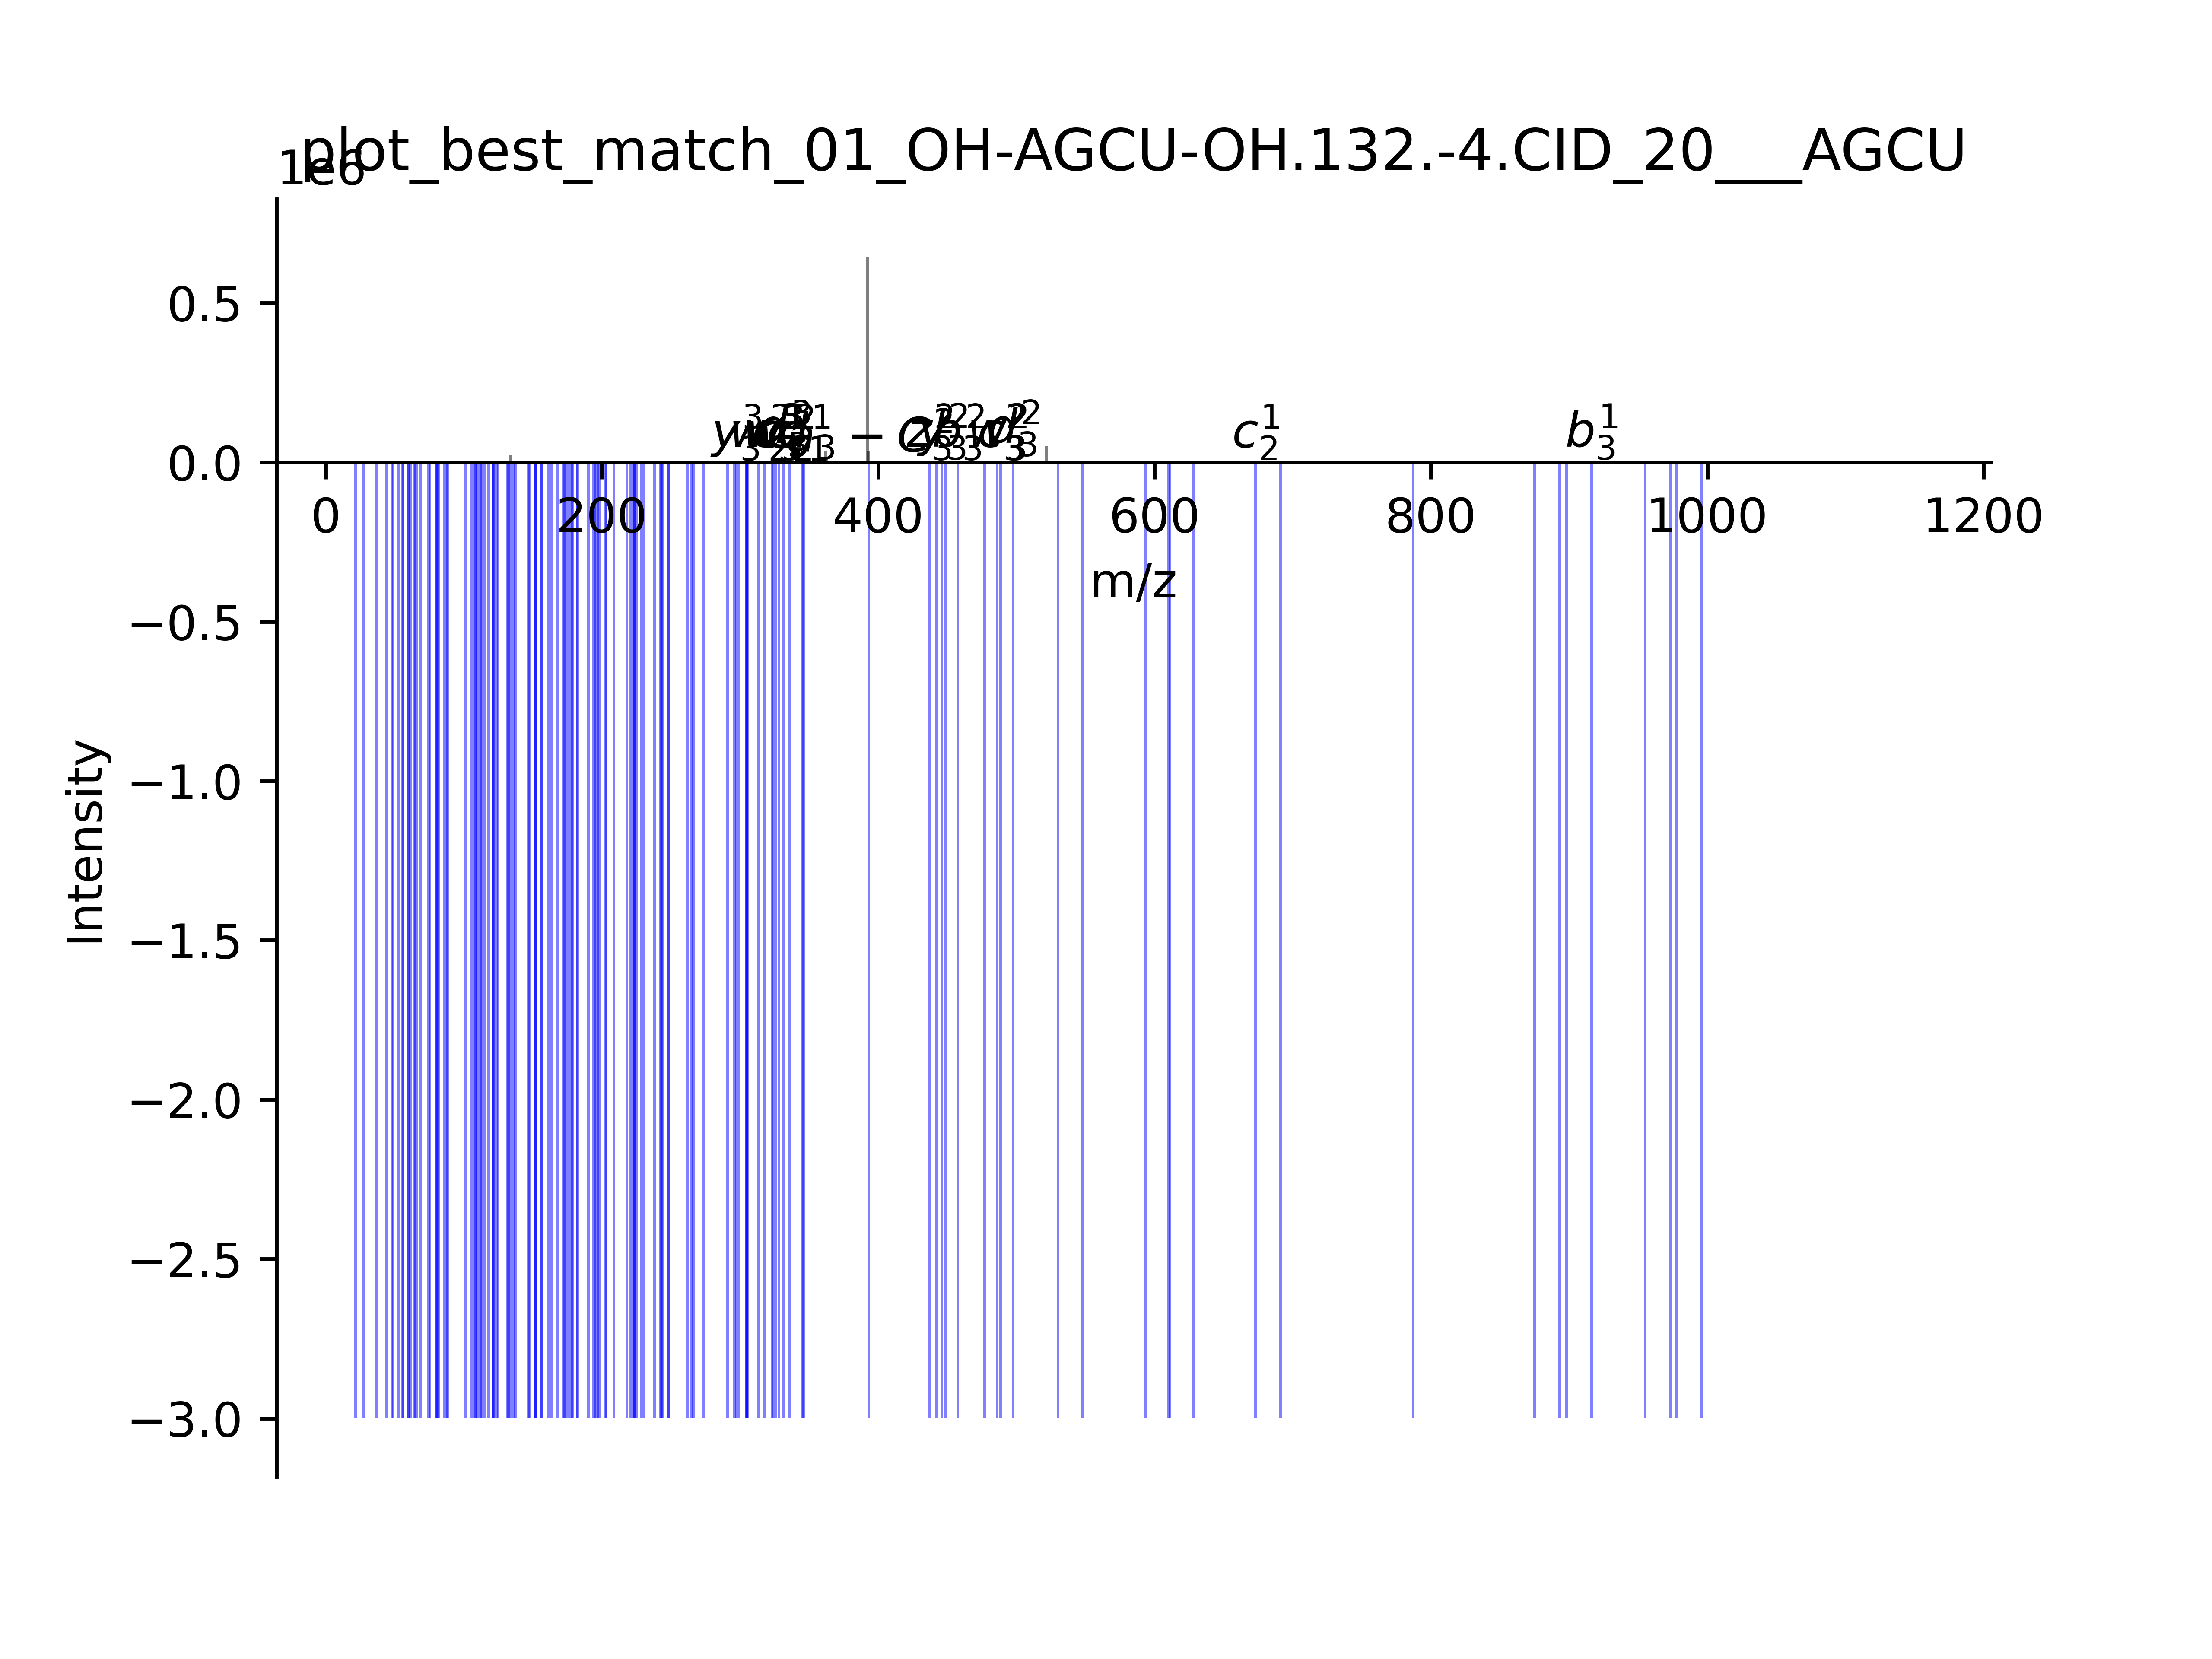 plot_best_match_01_OH-AGCU-OH.132.-4.CID_20___AGCU
1e6
0.5
c 1 2
b 1 3
0.0
0 200 400 600 800 1000 1200
m/z
−0.5
Intensity
−1.0
−1.5
−2.0
−2.5
−3.0